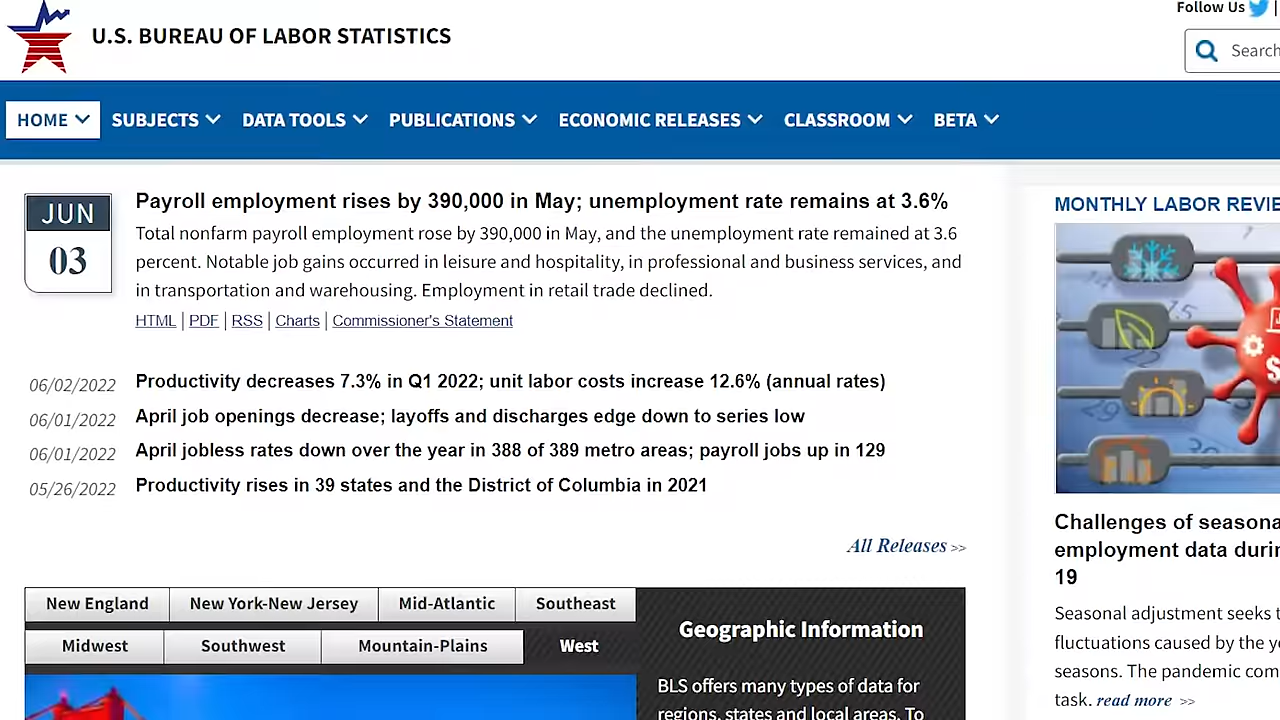 Follow Us
U.S. BUREAU OF LABOR STATISTICS
Search
HOME SUBJECTS DATA TOOLS PUBLICATIONS ECONOMIC RELEASES CLASSROOM BETA
JUN
03
Payroll employment rises by 390,000 in May; unemployment rate remains at 3.6%
Total nonfarm payroll employment rose by 390,000 in May, and the unemployment rate remained at 3.6
percent. Notable job gains occurred in leisure and hospitality, in professional and business services, and
in transportation and warehousing. Employment in retail trade declined.
HTML | PDF | RSS | Charts | Commissioner's Statement
06/02/2022 Productivity decreases 7.3% in Q1 2022; unit labor costs increase 12.6% (annual rates)
06/01/2022 April job openings decrease; layoffs and discharges edge down to series low
06/01/2022 April jobless rates down over the year in 388 of 389 metro areas; payroll jobs up in 129
05/26/2022 Productivity rises in 39 states and the District of Columbia in 2021
All Releases >>
New England New York-New Jersey Mid-Atlantic Southeast
Midwest Southwest Mountain-Plains West
Geographic Information
BLS offers many types of data for
regions, states and local areas. To
MONTHLY LABOR REVIE
Challenges of seasona
employment data durin
19
Seasonal adjustment seeks t
fluctuations caused by the ye
seasons. The pandemic com
task. read more >>